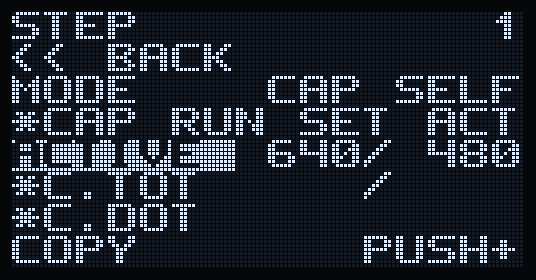 STEP 1
<< BACK
MODE CAP SELF
*CAP RUN SET ACT
640/ 480
*C.TOT /
*C.DOT
COPY PUSH+